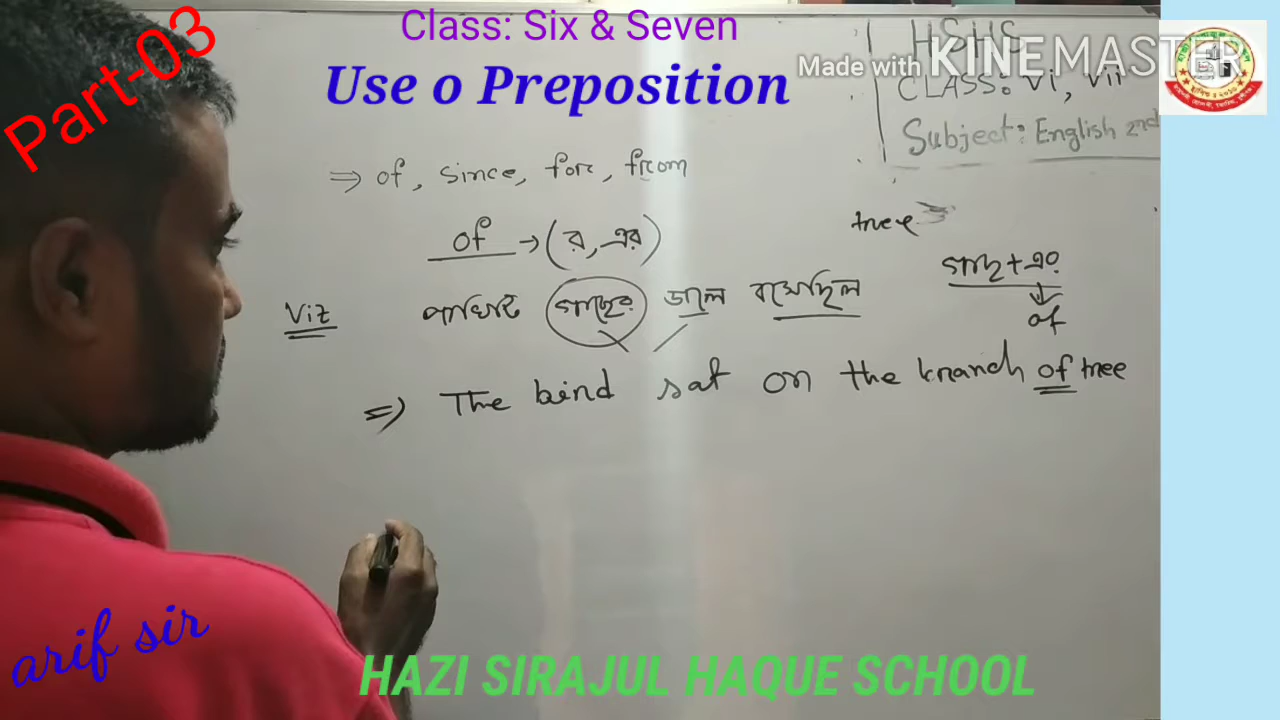 Class: Six & Seven
Part-03
Use o Preposition
Made with KINEMASTER
HSHS
CLASS: Vi, Vii
Subject: English 2nd
⇒ of, since, for, from
tree
of → (র, এর)
গাছ+এর
of
Viz পাখিটি গাছের ডালে বসেছিল
⇒ The bird sat on the branch of tree
arif sir
HAZI SIRAJUL HAQUE SCHOOL